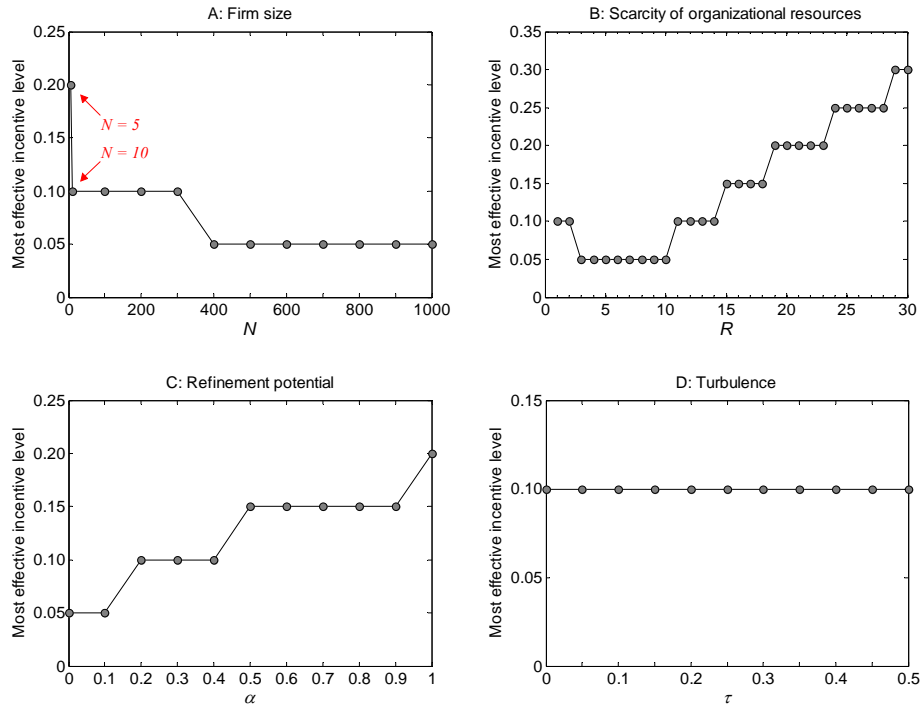 A: Firm size
Most effective incentive level
0.25
0.20
0.15
0.10
0.05
0
N = 5
N = 10
0 200 400 600 800 1000
N
B: Scarcity of organizational resources
Most effective incentive level
0.35
0.30
0.25
0.20
0.15
0.10
0.05
0
0 5 10 15 20 25 30
R
C: Refinement potential
Most effective incentive level
0.25
0.20
0.15
0.10
0.05
0
0 0.1 0.2 0.3 0.4 0.5 0.6 0.7 0.8 0.9 1
α
D: Turbulence
Most effective incentive level
0.15
0.10
0.05
0
0 0.1 0.2 0.3 0.4 0.5
τ